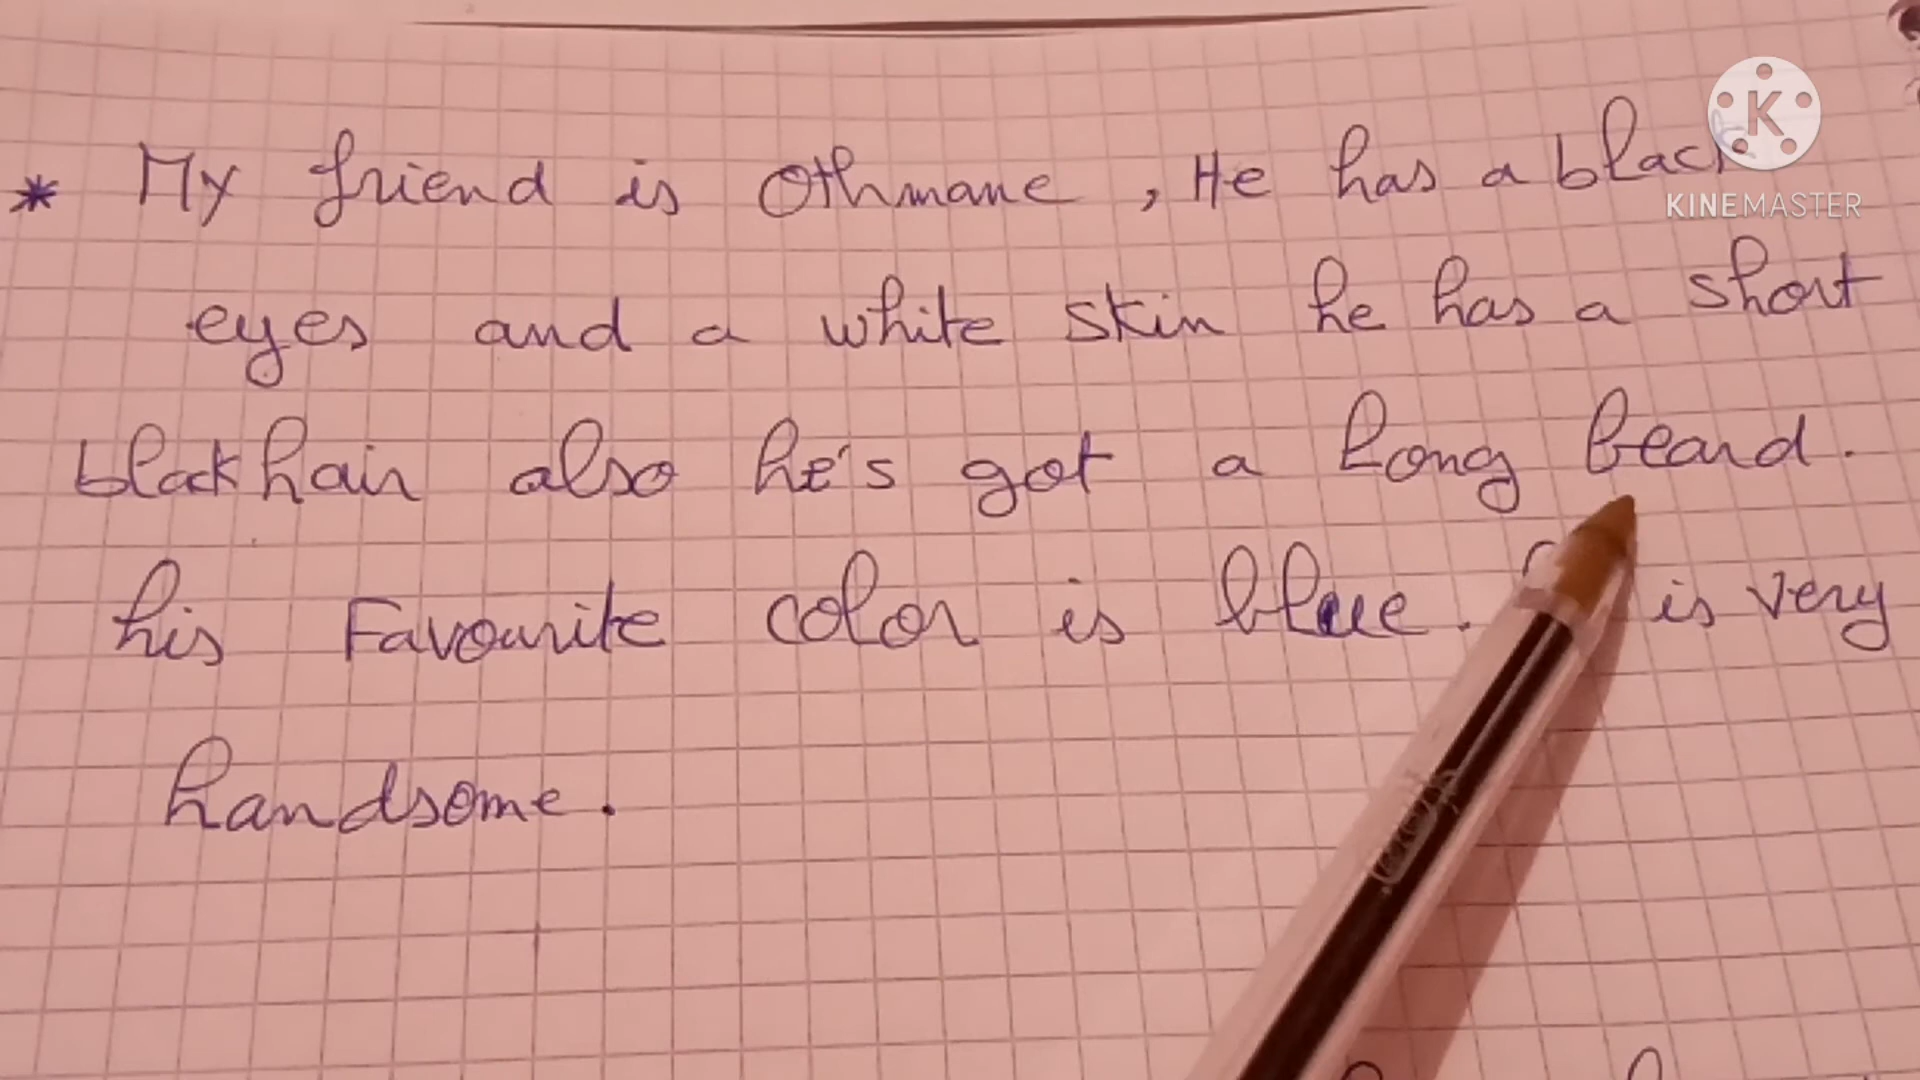 * My friend is Othmane , He has a black
eyes and a white skin he has a short
black hair also he's got a Long beard.
his Favourite color is blue. is very
handsome.
K
KINEMASTER